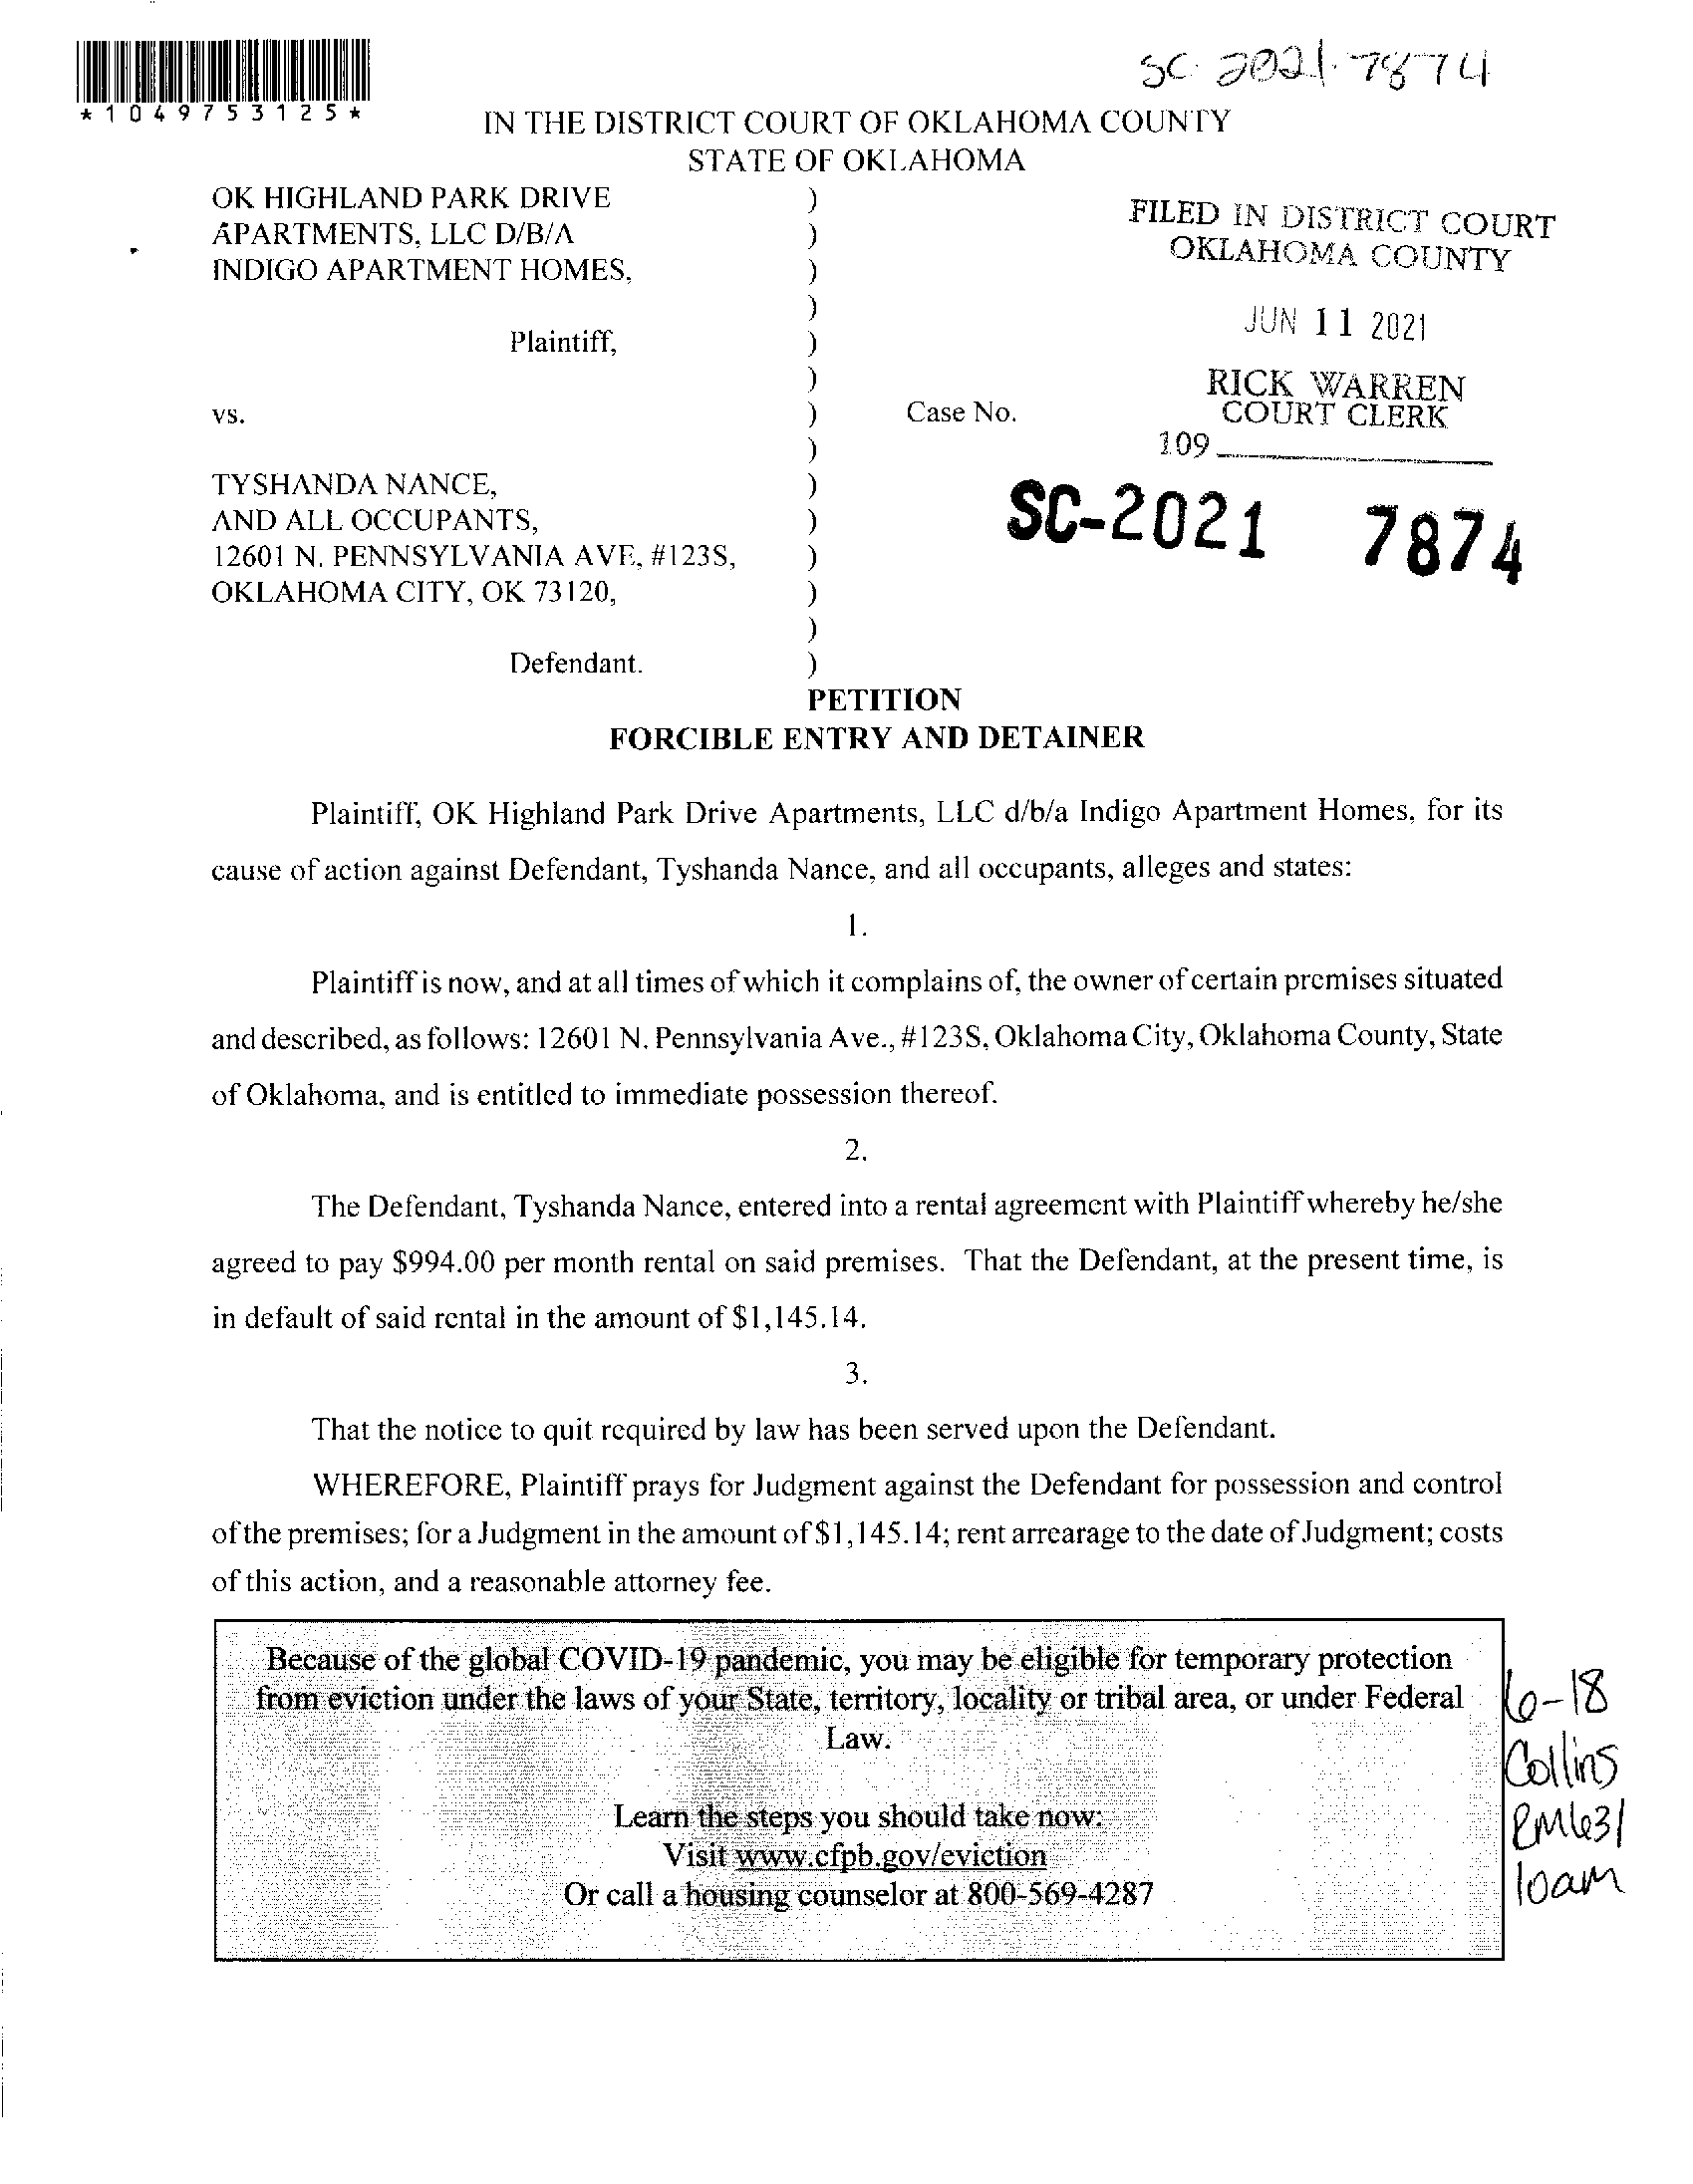 SC-2021-7874
*1049753125*
IN THE DISTRICT COURT OF OKLAHOMA COUNTY
STATE OF OKLAHOMA
OK HIGHLAND PARK DRIVE )
APARTMENTS, LLC D/B/A )
INDIGO APARTMENT HOMES, )
)
Plaintiff, )
)
vs. ) Case No.
)
TYSHANDA NANCE, )
AND ALL OCCUPANTS, )
12601 N. PENNSYLVANIA AVE, #123S, )
OKLAHOMA CITY, OK 73120, )
)
Defendant. )
FILED IN DISTRICT COURT
OKLAHOMA COUNTY
JUN 11 2021
RICK WARREN
COURT CLERK
109
SC-2021 7874
PETITION
FORCIBLE ENTRY AND DETAINER
Plaintiff, OK Highland Park Drive Apartments, LLC d/b/a Indigo Apartment Homes, for its
cause of action against Defendant, Tyshanda Nance, and all occupants, alleges and states:
1.
Plaintiff is now, and at all times of which it complains of, the owner of certain premises situated
and described, as follows: 12601 N. Pennsylvania Ave., #123S, Oklahoma City, Oklahoma County, State
of Oklahoma, and is entitled to immediate possession thereof.
2.
The Defendant, Tyshanda Nance, entered into a rental agreement with Plaintiff whereby he/she
agreed to pay $994.00 per month rental on said premises. That the Defendant, at the present time, is
in default of said rental in the amount of $1,145.14.
3.
That the notice to quit required by law has been served upon the Defendant.
WHEREFORE, Plaintiff prays for Judgment against the Defendant for possession and control
of the premises; for a Judgment in the amount of $1,145.14; rent arrearage to the date of Judgment; costs
of this action, and a reasonable attorney fee.
Because of the global COVID-19 pandemic, you may be eligible for temporary protection
from eviction under the laws of your State, territory, locality or tribal area, or under Federal
Law.
Learn the steps you should take now:
Visit www.cfpb.gov/eviction
Or call a housing counselor at 800-569-4287
6-18
Collins
RM631
10am